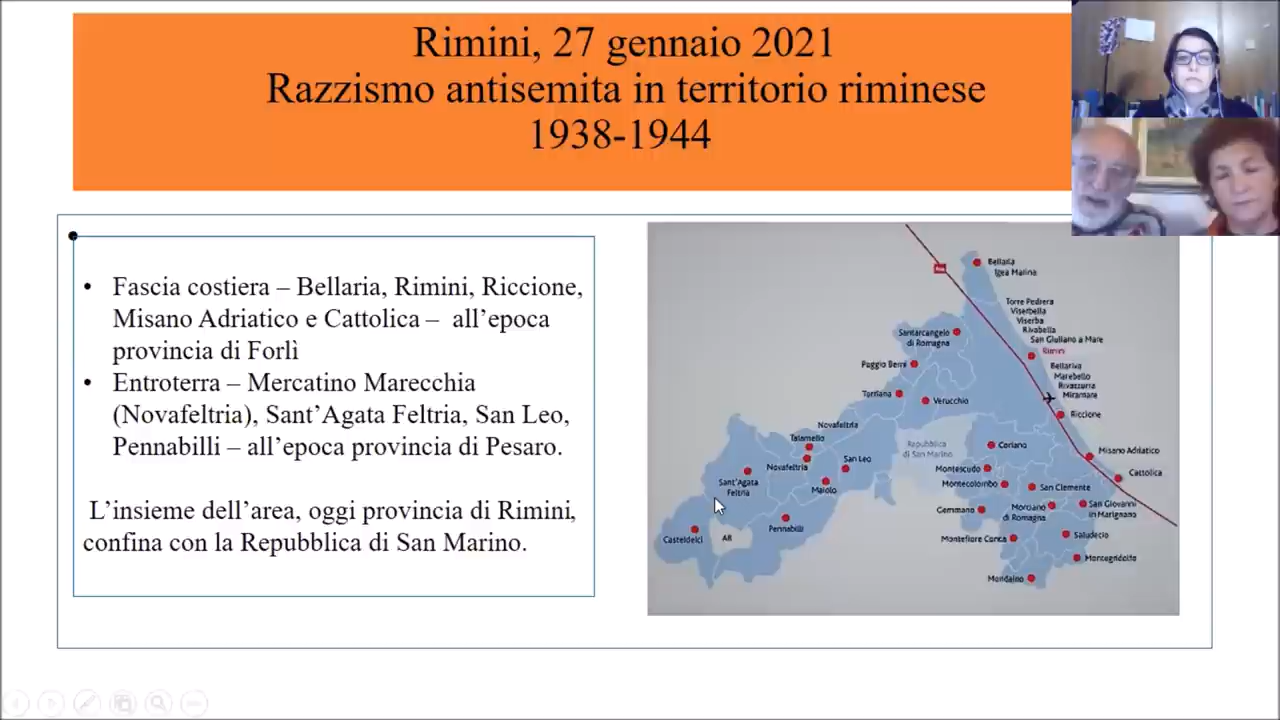 Rimini, 27 gennaio 2021
Razzismo antisemita in territorio riminese
1938-1944
• Fascia costiera – Bellaria, Rimini, Riccione,
Misano Adriatico e Cattolica – all’epoca
provincia di Forlì
• Entroterra – Mercatino Marecchia
(Novafeltria), Sant’Agata Feltria, San Leo,
Pennabilli – all’epoca provincia di Pesaro.
L’insieme dell’area, oggi provincia di Rimini,
confina con la Repubblica di San Marino.
Bellaria
Igea Marina
Torre Pedrera
Viserbella
Viserba
Rivabella
San Giuliano a Mare
Rimini
Bellariva
Marebello
Rivazzurra
Miramare
Riccione
Santarcangelo
di Romagna
Poggio Berni
Torriana
Verucchio
Novafeltria
Talamello
Novafeltria
San Leo
Maiolo
Sant'Agata
Feltria
Pennabilli
Casteldelci
AR
Repubblica
di San Marino
Coriano
Misano Adriatico
Cattolica
Montescudo
Montecolombo
San Clemente
Gemmano
Morciano
di Romagna
San Giovanni
in Marignano
Montefiore Conca
Saludecio
Montegridolfo
Mondaino